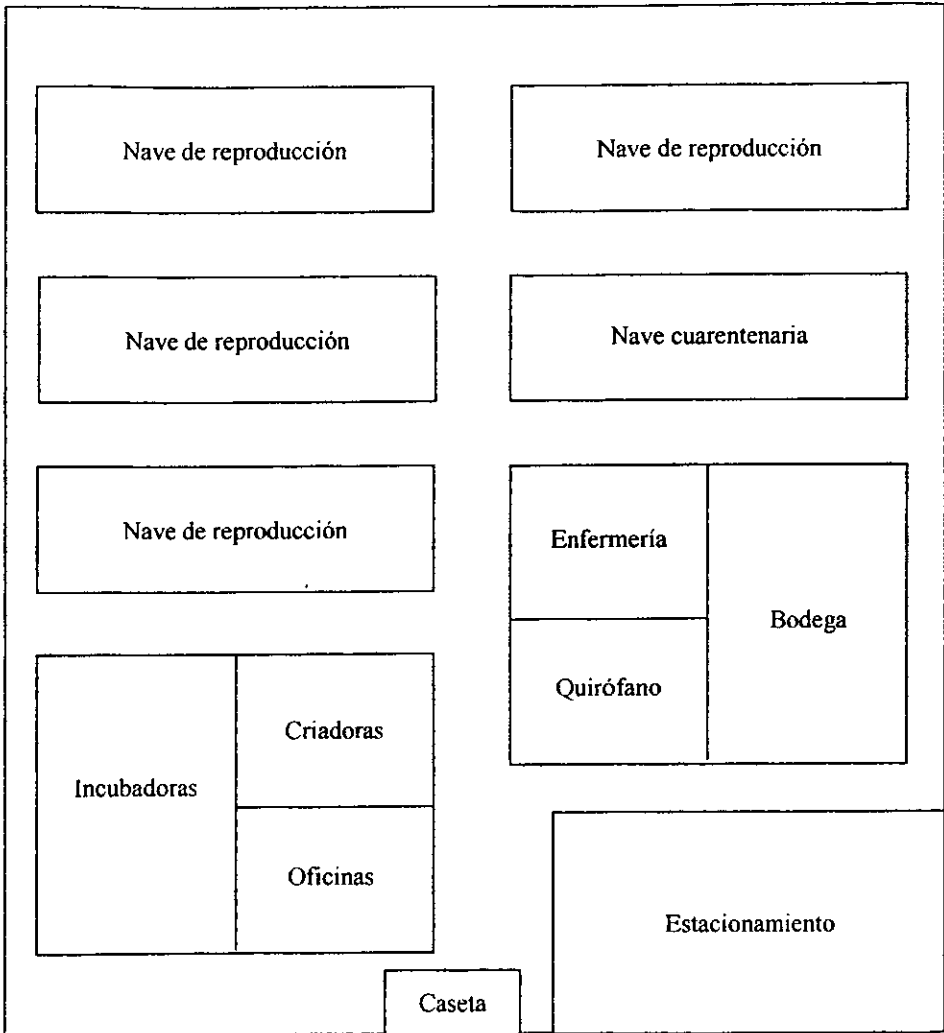 Nave de reproducción
Nave de reproducción
Nave de reproducción
Nave cuarentenaria
Nave de reproducción
Enfermería
Bodega
Quirófano
Criadoras
Incubadoras
Oficinas
Estacionamiento
Caseta